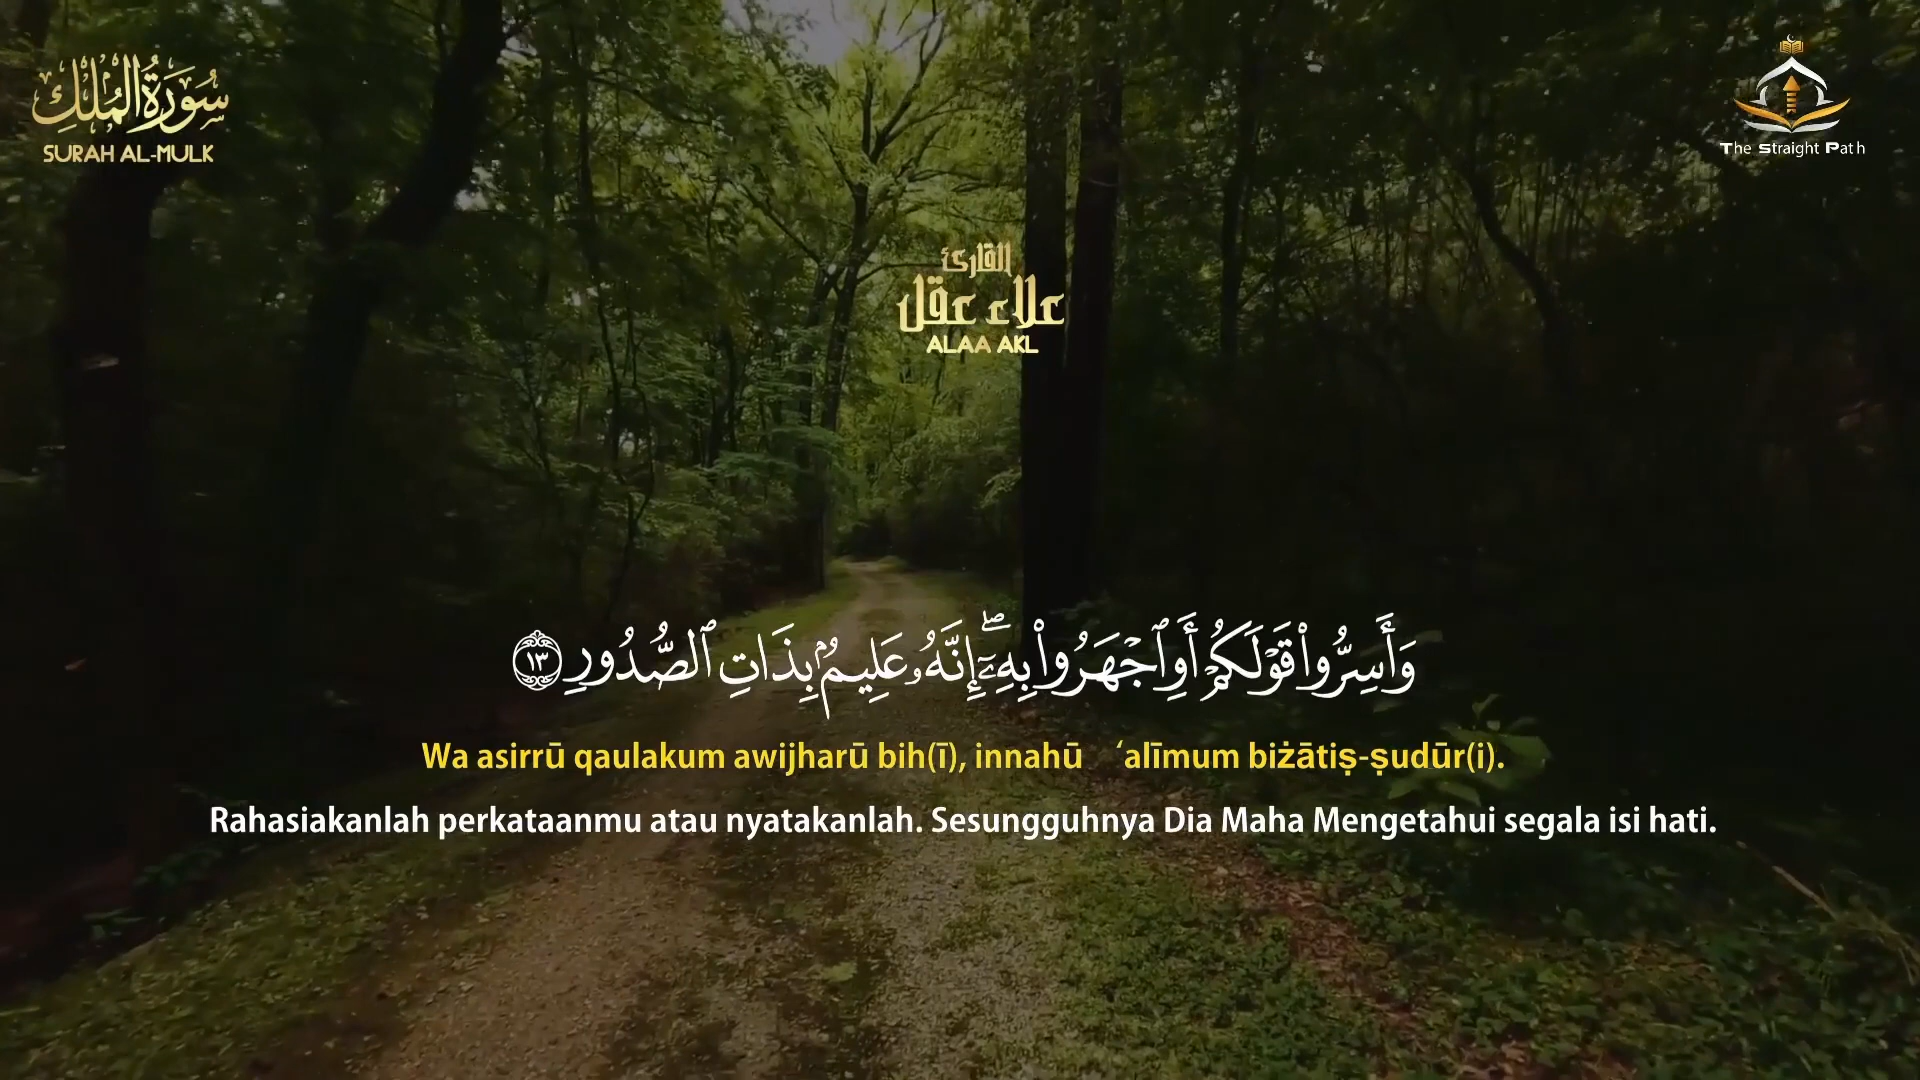 سُورَةُ الْمُلْكِ
SURAH AL-MULK
The Straight Path
القارئ
علاء عقل
ALAA AKL
وَأَسِرُّوا۟ قَوْلَكُمْ أَوِ ٱجْهَرُوا۟ بِهِۦٓ ۖ إِنَّهُۥ عَلِيمٌۢ بِذَاتِ ٱلصُّدُورِ ١٣
Wa asirrū qaulakum awijharū bih(ī), innahū ‘alīmum biżātiṣ-ṣudūr(i).
Rahasiakanlah perkataanmu atau nyatakanlah. Sesungguhnya Dia Maha Mengetahui segala isi hati.